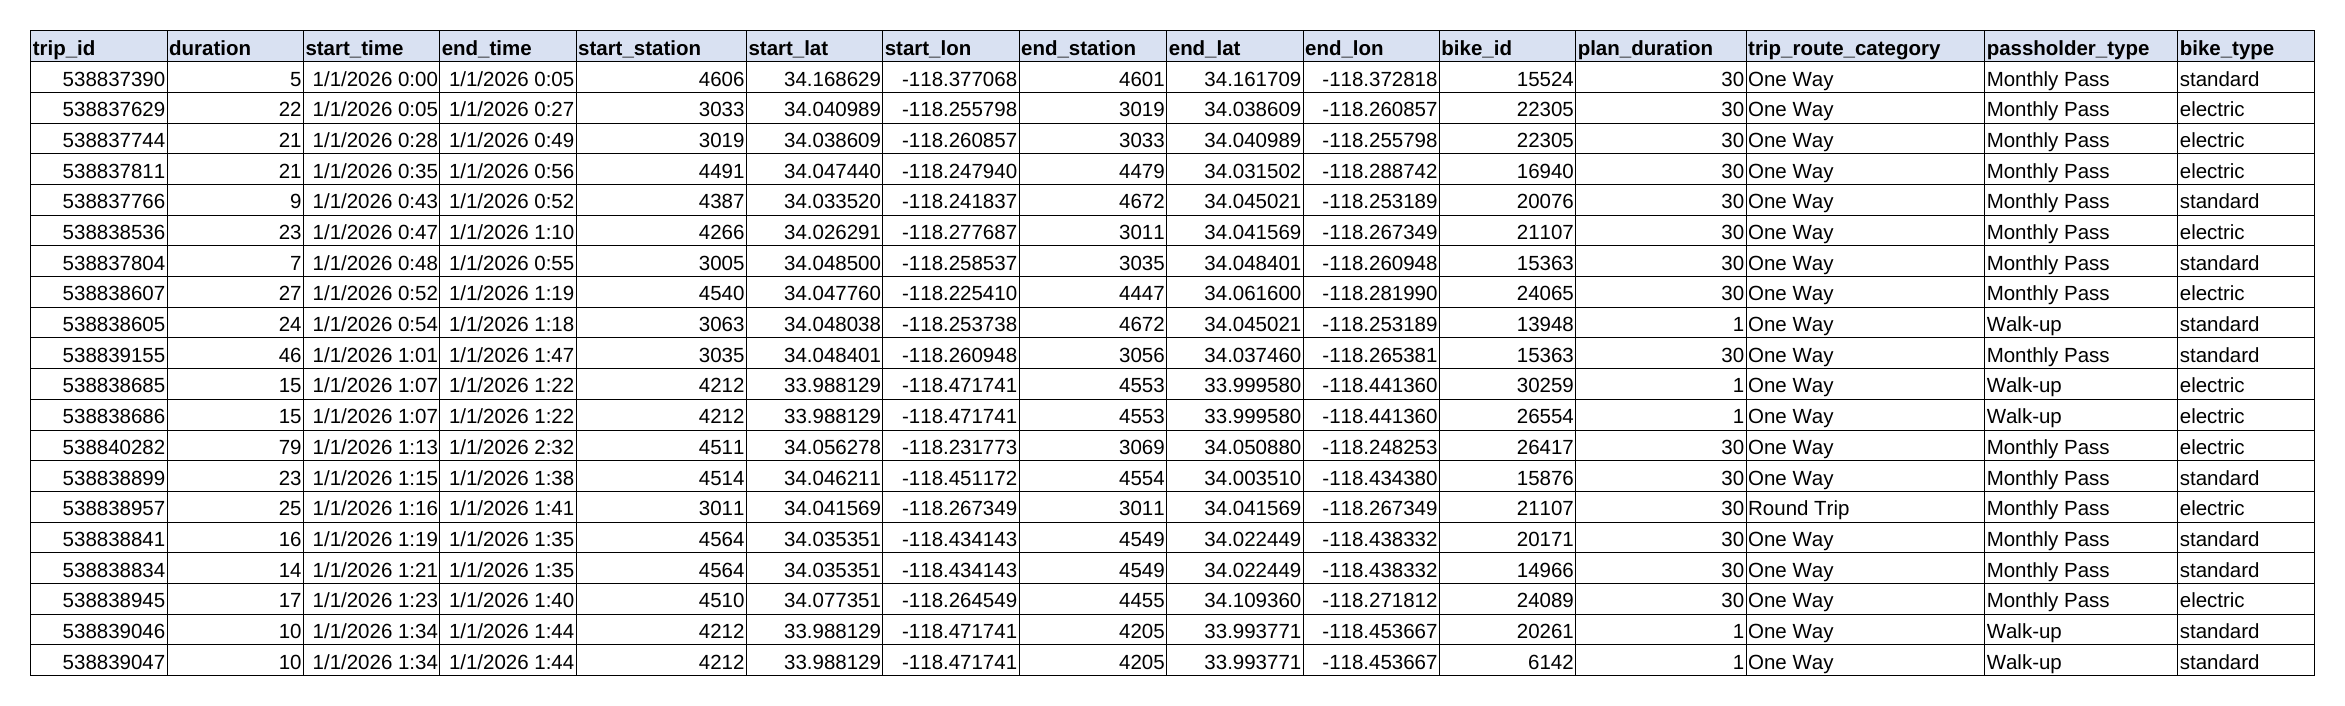 trip_id duration start_time end_time start_station start_lat start_lon end_station end_lat end_lon bike_id plan_duration trip_route_category passholder_type bike_type
538837390 5 1/1/2026 0:00 1/1/2026 0:05 4606 34.168629 -118.377068 4601 34.161709 -118.372818 15524 30 One Way Monthly Pass standard
538837629 22 1/1/2026 0:05 1/1/2026 0:27 3033 34.040989 -118.255798 3019 34.038609 -118.260857 22305 30 One Way Monthly Pass electric
538837744 21 1/1/2026 0:28 1/1/2026 0:49 3019 34.038609 -118.260857 3033 34.040989 -118.255798 22305 30 One Way Monthly Pass electric
538837811 21 1/1/2026 0:35 1/1/2026 0:56 4491 34.047440 -118.247940 4479 34.031502 -118.288742 16940 30 One Way Monthly Pass electric
538837766 9 1/1/2026 0:43 1/1/2026 0:52 4387 34.033520 -118.241837 4672 34.045021 -118.253189 20076 30 One Way Monthly Pass standard
538838536 23 1/1/2026 0:47 1/1/2026 1:10 4266 34.026291 -118.277687 3011 34.041569 -118.267349 21107 30 One Way Monthly Pass electric
538837804 7 1/1/2026 0:48 1/1/2026 0:55 3005 34.048500 -118.258537 3035 34.048401 -118.260948 15363 30 One Way Monthly Pass standard
538838607 27 1/1/2026 0:52 1/1/2026 1:19 4540 34.047760 -118.225410 4447 34.061600 -118.281990 24065 30 One Way Monthly Pass electric
538838605 24 1/1/2026 0:54 1/1/2026 1:18 3063 34.048038 -118.253738 4672 34.045021 -118.253189 13948 1 One Way Walk-up standard
538839155 46 1/1/2026 1:01 1/1/2026 1:47 3035 34.048401 -118.260948 3056 34.037460 -118.265381 15363 30 One Way Monthly Pass standard
538838685 15 1/1/2026 1:07 1/1/2026 1:22 4212 33.988129 -118.471741 4553 33.999580 -118.441360 30259 1 One Way Walk-up electric
538838686 15 1/1/2026 1:07 1/1/2026 1:22 4212 33.988129 -118.471741 4553 33.999580 -118.441360 26554 1 One Way Walk-up electric
538840282 79 1/1/2026 1:13 1/1/2026 2:32 4511 34.056278 -118.231773 3069 34.050880 -118.248253 26417 30 One Way Monthly Pass electric
538838899 23 1/1/2026 1:15 1/1/2026 1:38 4514 34.046211 -118.451172 4554 34.003510 -118.434380 15876 30 One Way Monthly Pass standard
538838957 25 1/1/2026 1:16 1/1/2026 1:41 3011 34.041569 -118.267349 3011 34.041569 -118.267349 21107 30 Round Trip Monthly Pass electric
538838841 16 1/1/2026 1:19 1/1/2026 1:35 4564 34.035351 -118.434143 4549 34.022449 -118.438332 20171 30 One Way Monthly Pass standard
538838834 14 1/1/2026 1:21 1/1/2026 1:35 4564 34.035351 -118.434143 4549 34.022449 -118.438332 14966 30 One Way Monthly Pass standard
538838945 17 1/1/2026 1:23 1/1/2026 1:40 4510 34.077351 -118.264549 4455 34.109360 -118.271812 24089 30 One Way Monthly Pass electric
538839046 10 1/1/2026 1:34 1/1/2026 1:44 4212 33.988129 -118.471741 4205 33.993771 -118.453667 20261 1 One Way Walk-up standard
538839047 10 1/1/2026 1:34 1/1/2026 1:44 4212 33.988129 -118.471741 4205 33.993771 -118.453667 6142 1 One Way Walk-up standard